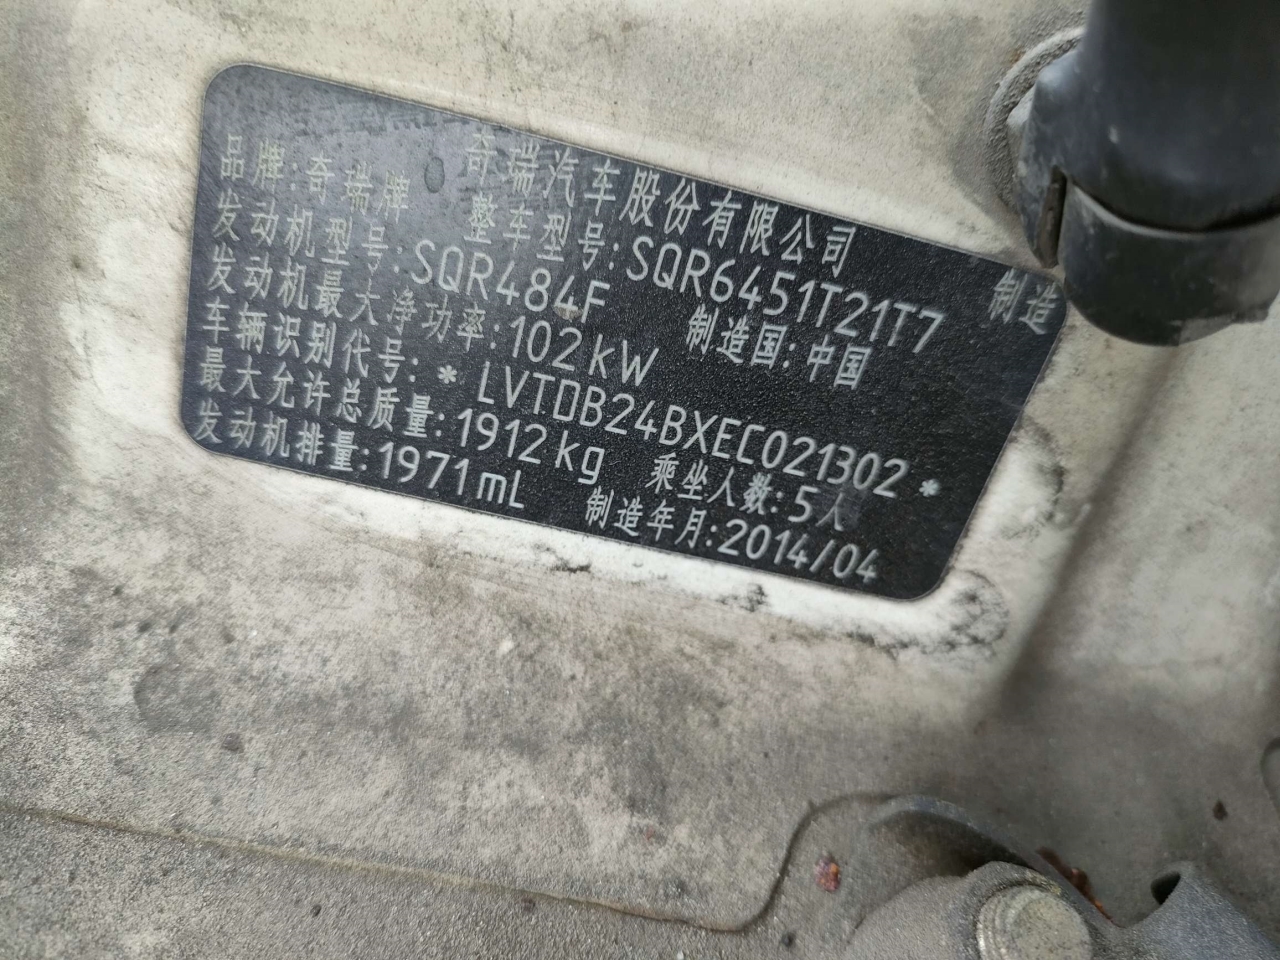 奇瑞汽车股份有限公司 制造
品牌:奇瑞牌 整车型号:SQR6451T21T7
发动机型号:SQR484F 制造国:中国
发动机最大净功率:102kW
车辆识别代号:*LVTDB24BXEC021302*
最大允许总质量:1912kg 乘坐人数:5人
发动机排量:1971mL 制造年月:2014/04